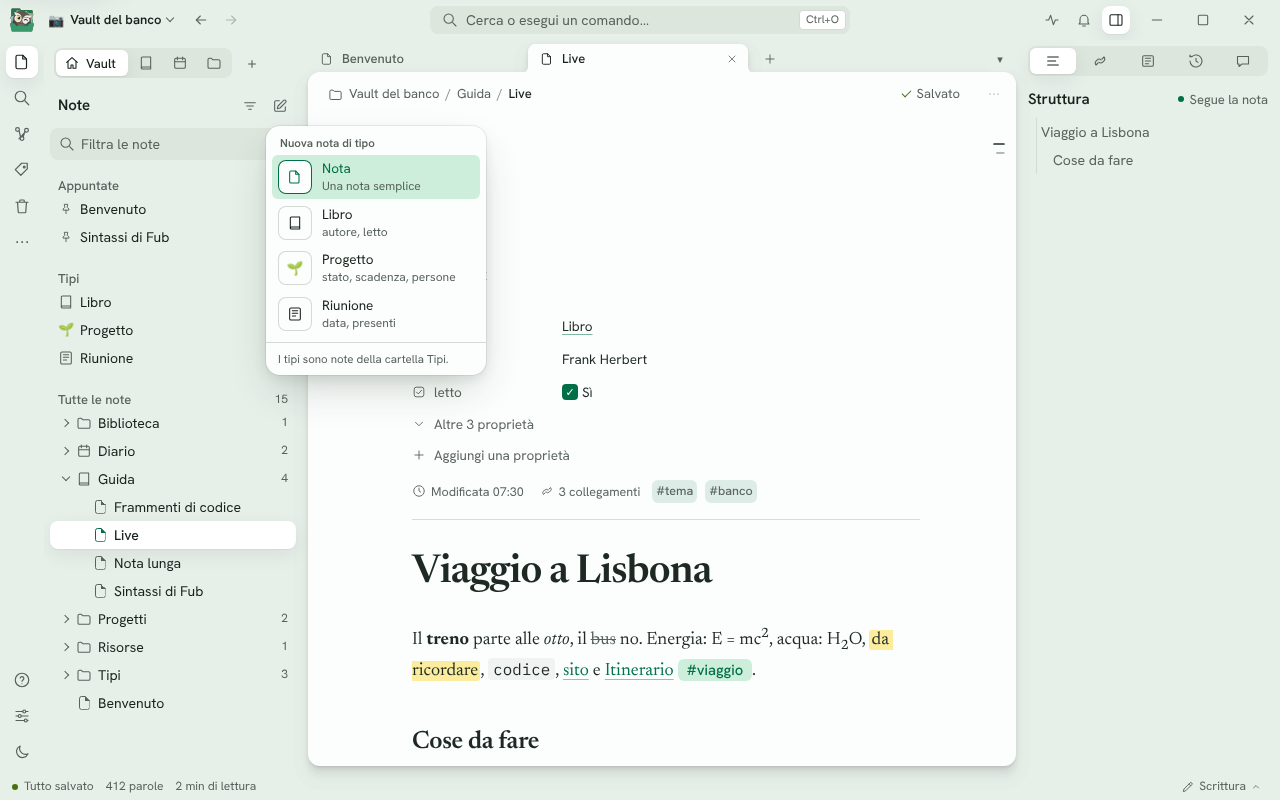 Vault del banco
Cerca o esegui un comando…
Ctrl+O
Vault
Benvenuto
Live
Note
Filtra le note
Appuntate
Benvenuto
Sintassi di Fub
Tipi
Libro
Progetto
Riunione
Tutte le note 15
Biblioteca 1
Diario 2
Guida 4
Frammenti di codice
Live
Nota lunga
Sintassi di Fub
Progetti 2
Risorse 1
Tipi 3
Benvenuto
Nuova nota di tipo
Nota
Una nota semplice
Libro
autore, letto
Progetto
stato, scadenza, persone
Riunione
data, presenti
I tipi sono note della cartella Tipi.
Vault del banco / Guida / Live
Salvato
Libro
Frank Herbert
letto Sì
Altre 3 proprietà
Aggiungi una proprietà
Modificata 07:30 3 collegamenti #tema #banco
Viaggio a Lisbona
Il treno parte alle otto, il bus no. Energia: E = mc², acqua: H₂O, da
ricordare, codice, sito e Itinerario #viaggio.
Cose da fare
Struttura
Segue la nota
Viaggio a Lisbona
Cose da fare
Tutto salvato 412 parole 2 min di lettura
Scrittura